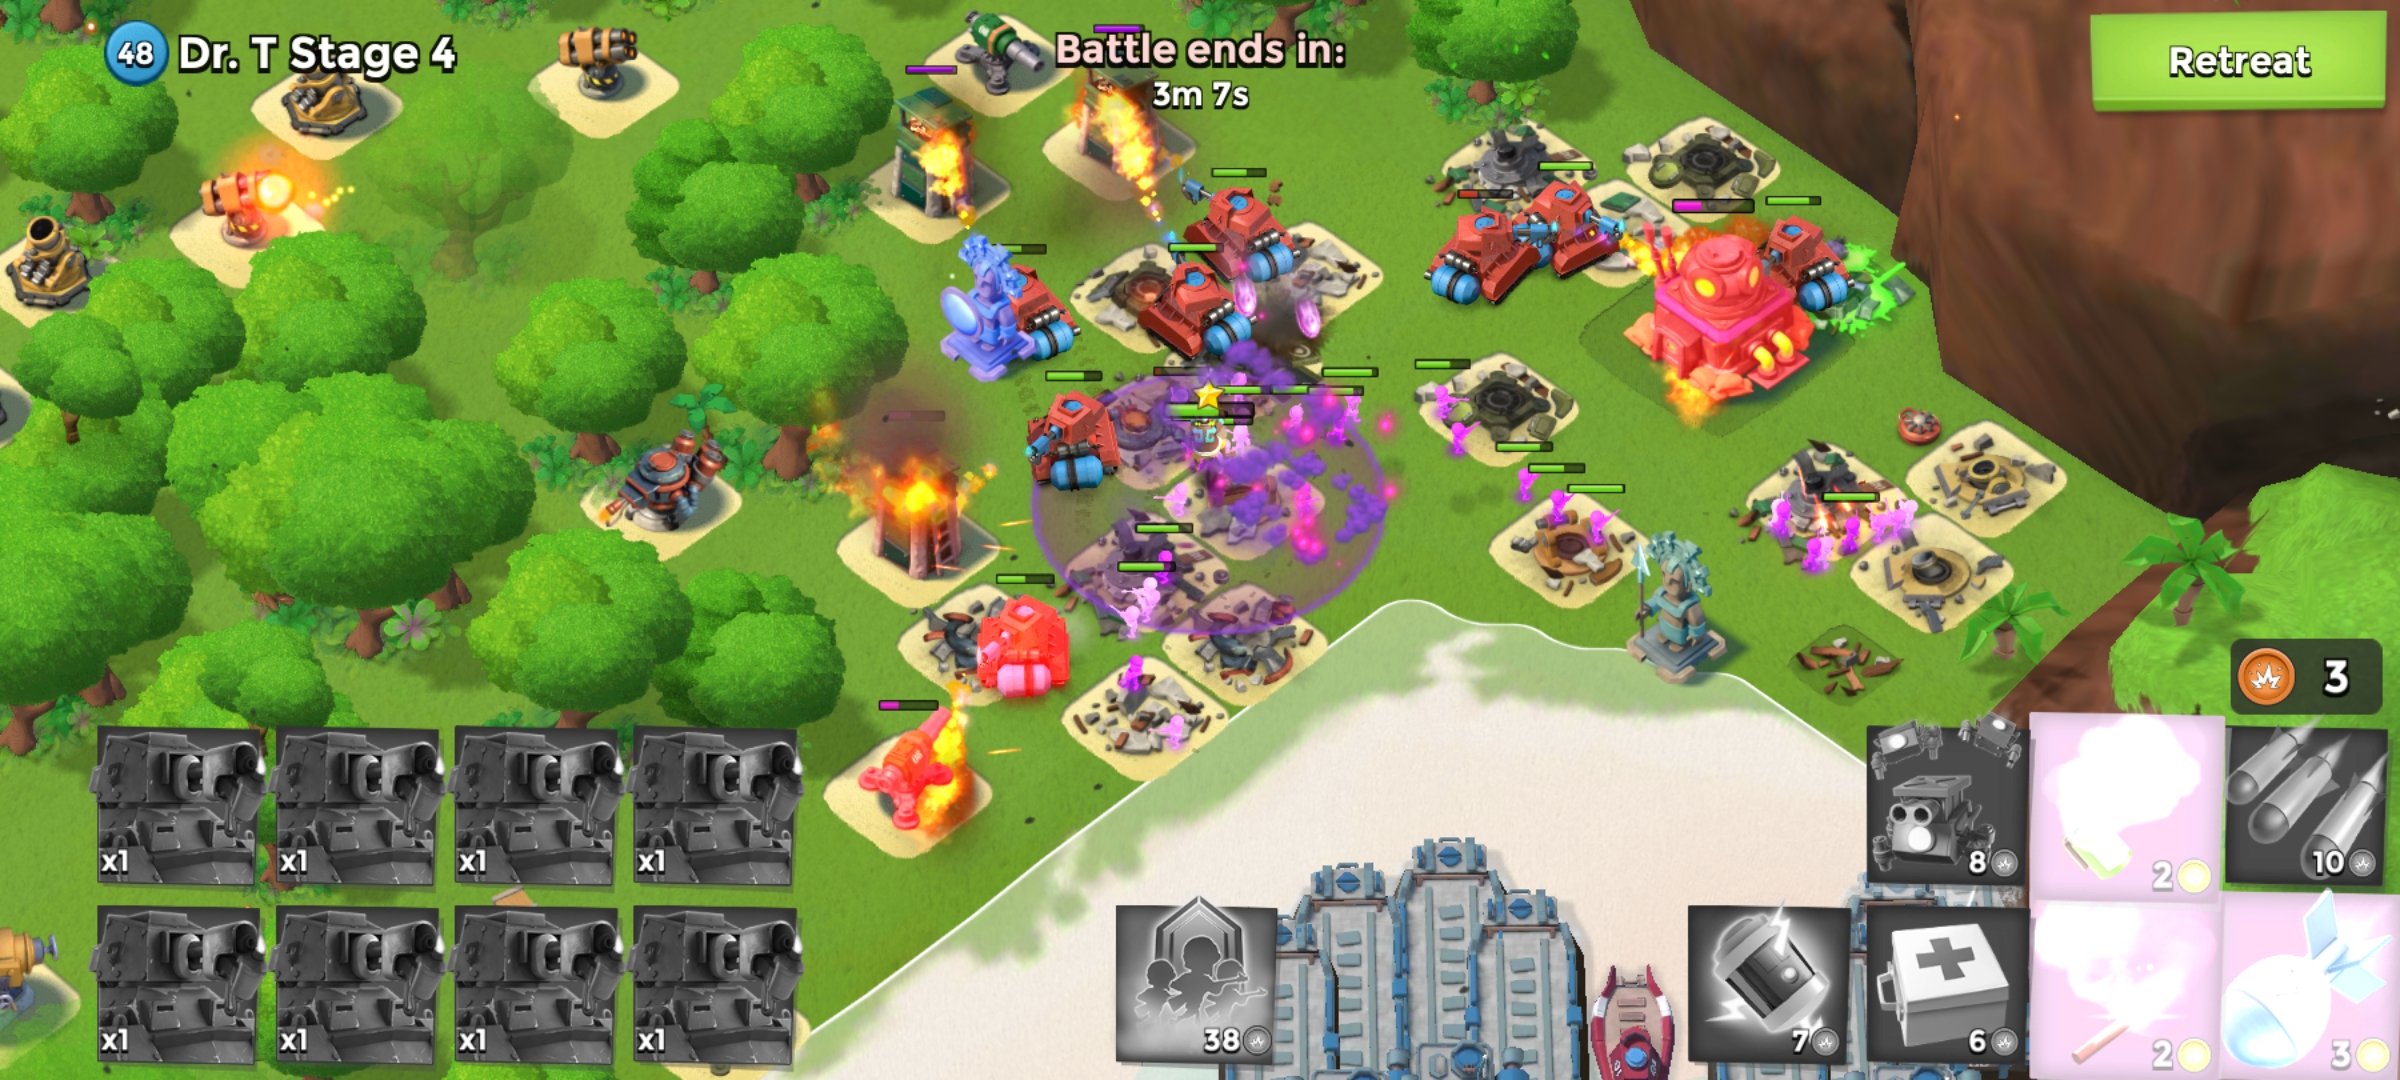 48 Dr. T Stage 4
Battle ends in:
3m 7s
Retreat
3
x1 x1 x1 x1
8 2 10
x1 x1 x1 x1
38 7 6 2 3